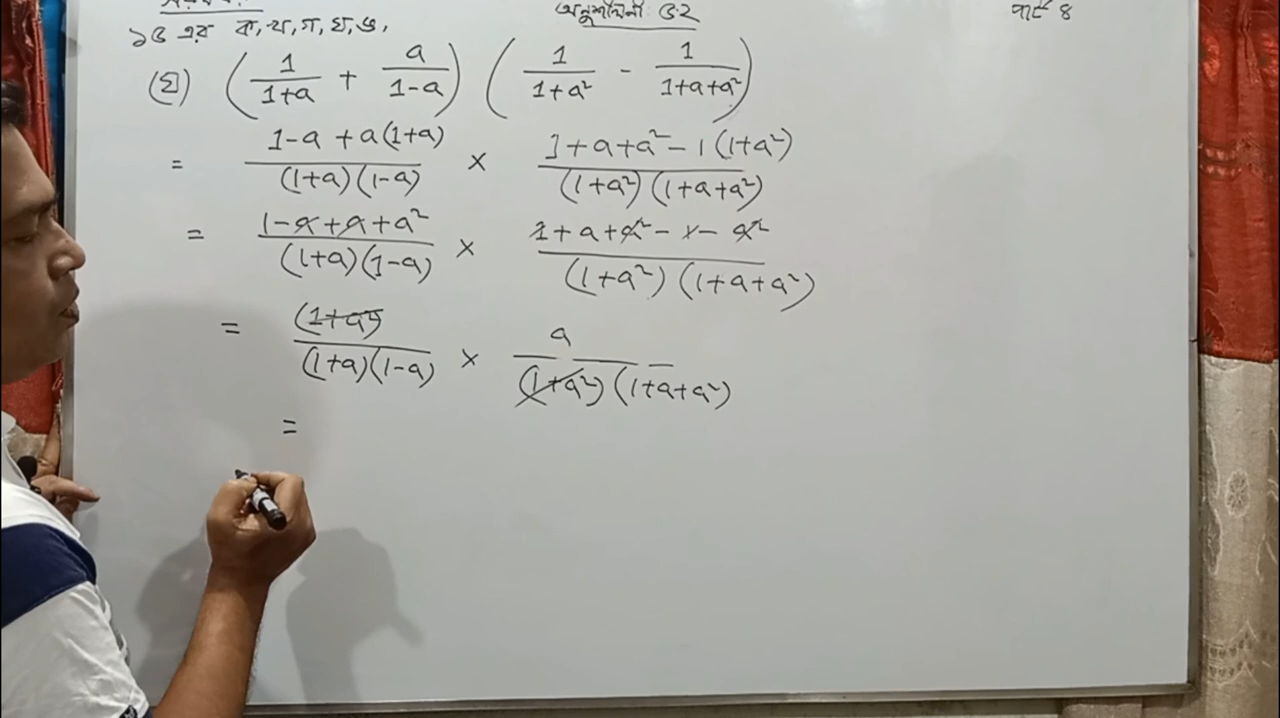 অনুশীলনী ৫.২
পার্ট ৪
১৫ এর ক, খ, গ, ঘ, ঙ,
(ঘ) (1/(1+a) + a/(1-a)) (1/(1+a²) - 1/(1+a+a²))
= (1-a+a(1+a))/((1+a)(1-a)) × (1+a+a²-1(1+a²))/((1+a²)(1+a+a²))
= (1-a+a+a²)/((1+a)(1-a)) × (1+a+a²-1-a²)/((1+a²)(1+a+a²))
= (1+a²)/((1+a)(1-a)) × a/((1+a²)(1+a+a²))
=